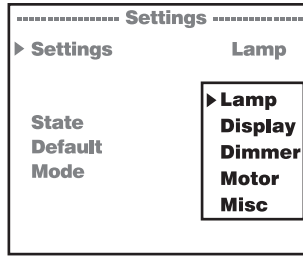 ---------------- Settings ----------------
Settings Lamp
Lamp
State Display
Default Dimmer
Mode Motor
Misc